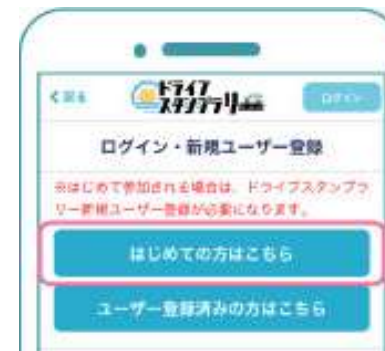 戻る
ドライブ
スタンプラリー
ログイン
ログイン・新規ユーザー登録
※はじめて参加される場合は、ドライブスタンプラ
リー新規ユーザー登録が必要になります。
はじめての方はこちら
ユーザー登録済みの方はこちら